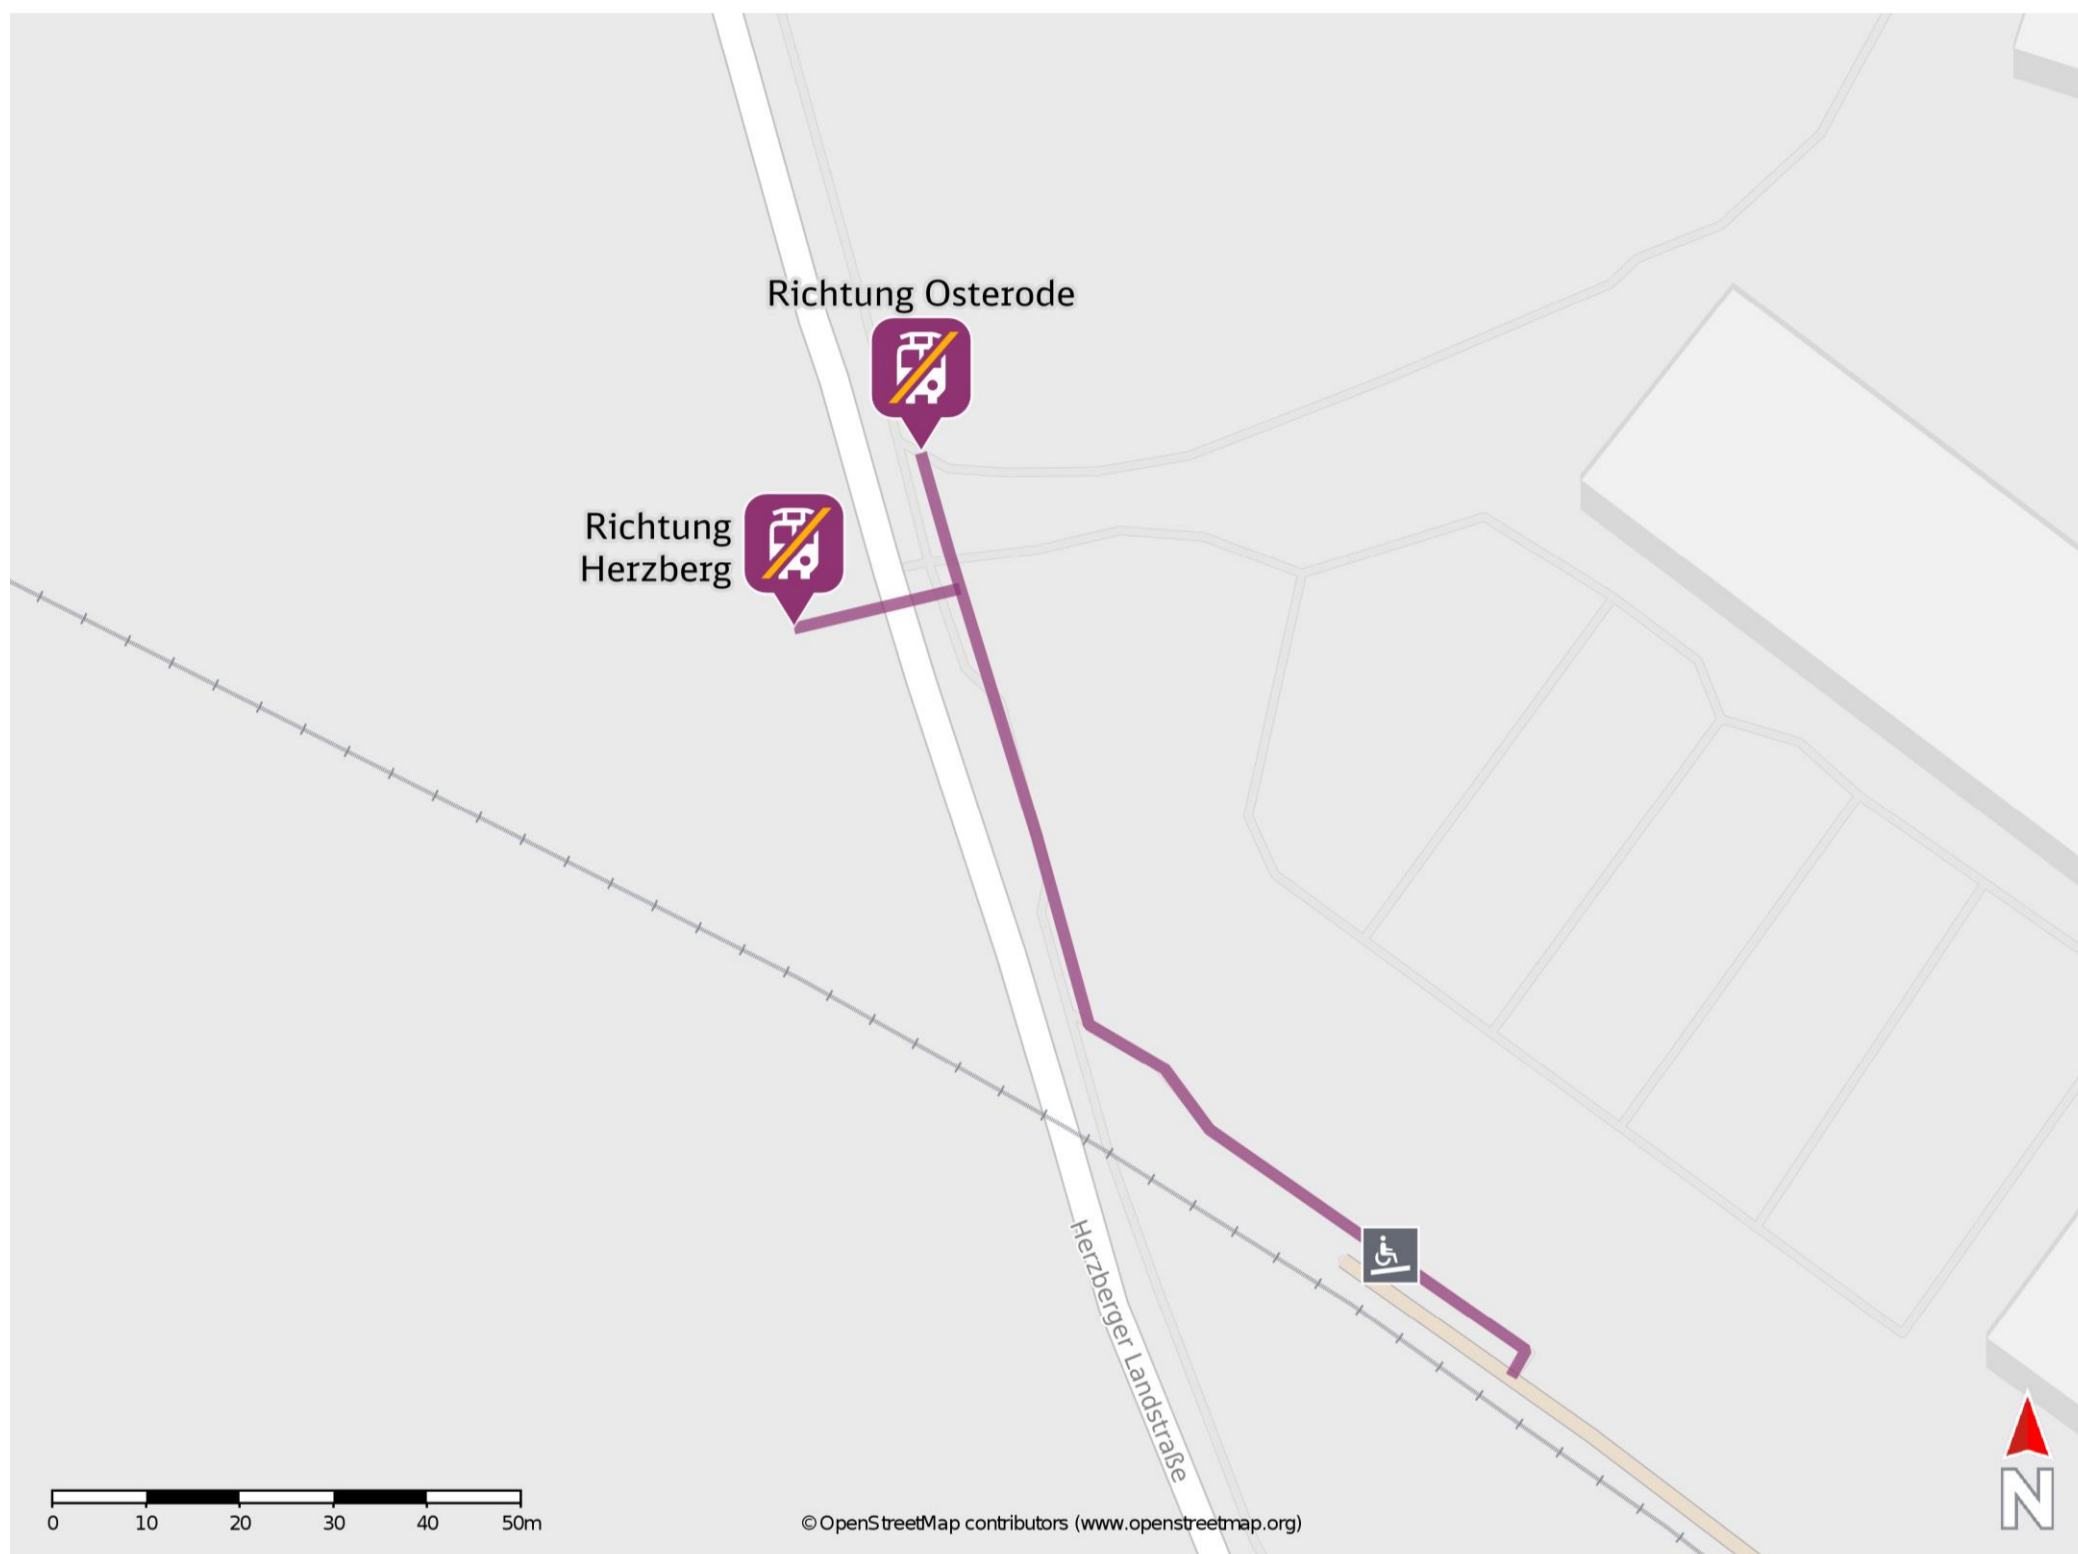 Richtung Osterode
Richtung
Herzberg
Herzberger Landstraße
0 10 20 30 40 50m
© OpenStreetMap contributors (www.openstreetmap.org)
N